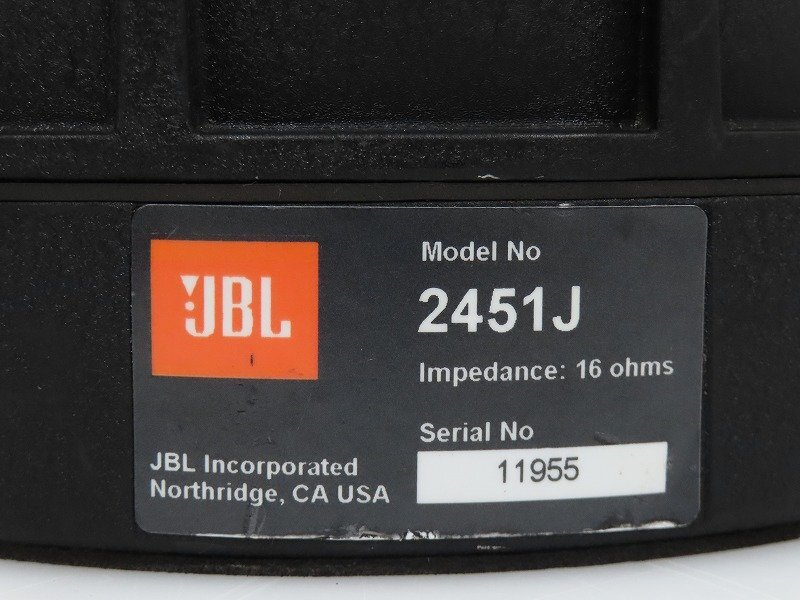 JBL
Model No
2451J
Impedance: 16 ohms
Serial No
11955
JBL Incorporated
Northridge, CA USA